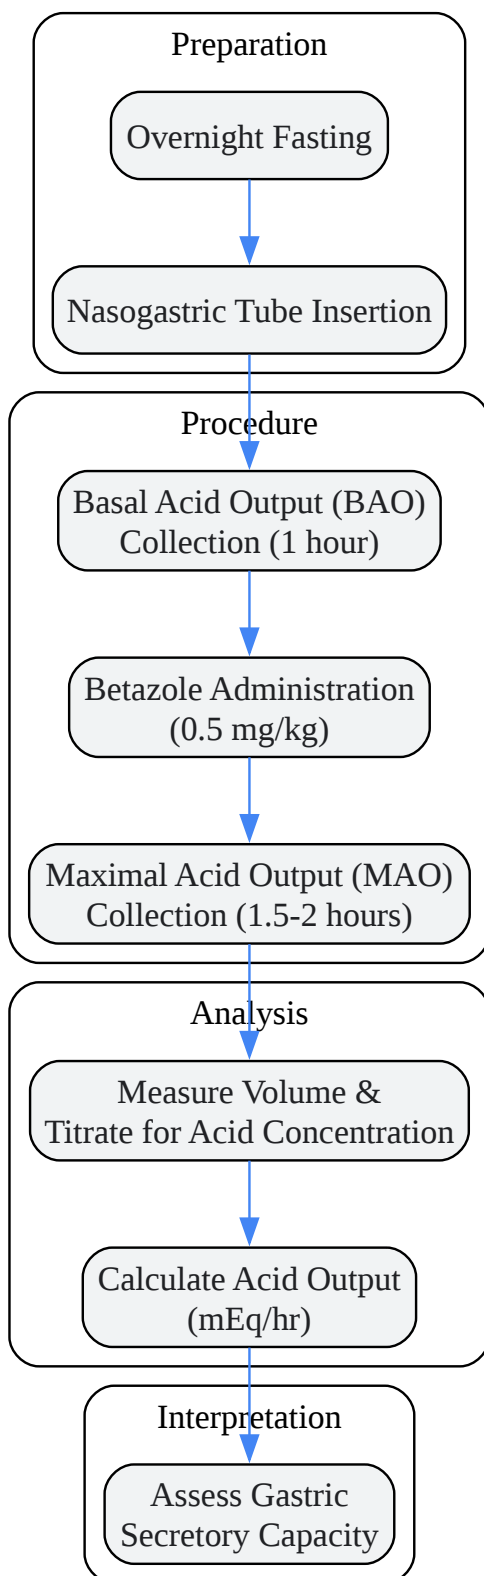 Preparation
Overnight Fasting
Nasogastric Tube Insertion
Procedure
Basal Acid Output (BAO)
Collection (1 hour)
Betazole Administration
(0.5 mg/kg)
Maximal Acid Output (MAO)
Collection (1.5-2 hours)
Analysis
Measure Volume &
Titrate for Acid Concentration
Calculate Acid Output
(mEq/hr)
Interpretation
Assess Gastric
Secretory Capacity